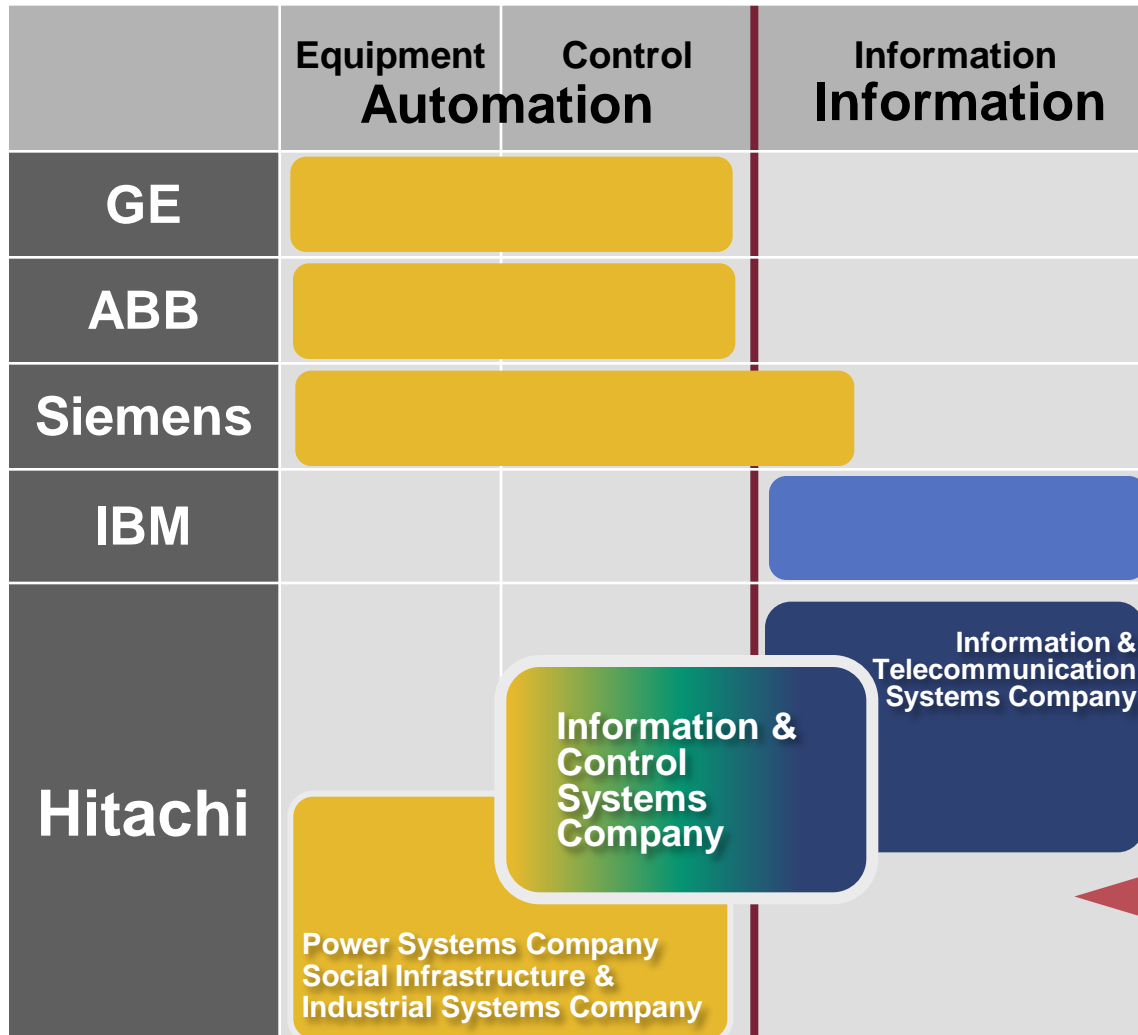 Equipment Control Information
Automation Information
GE
ABB
Siemens
IBM
Hitachi
Information &
Telecommunication
Systems Company
Information &
Control
Systems
Company
Power Systems Company
Social Infrastructure &
Industrial Systems Company